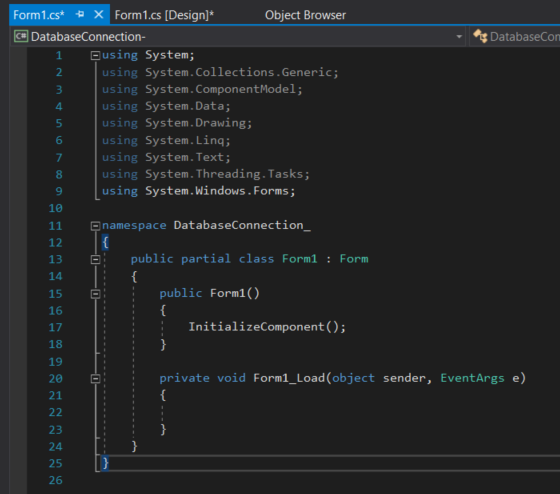 Form1.cs*
Form1.cs [Design]*
Object Browser
C# DatabaseConnection-
DatabaseConnection
1 using System;
2 using System.Collections.Generic;
3 using System.ComponentModel;
4 using System.Data;
5 using System.Drawing;
6 using System.Linq;
7 using System.Text;
8 using System.Threading.Tasks;
9 using System.Windows.Forms;
10
11 namespace DatabaseConnection_
12 {
13 public partial class Form1 : Form
14 {
15 public Form1()
16 {
17 InitializeComponent();
18 }
19
20 private void Form1_Load(object sender, EventArgs e)
21 {
22
23 }
24 }
25 }
26